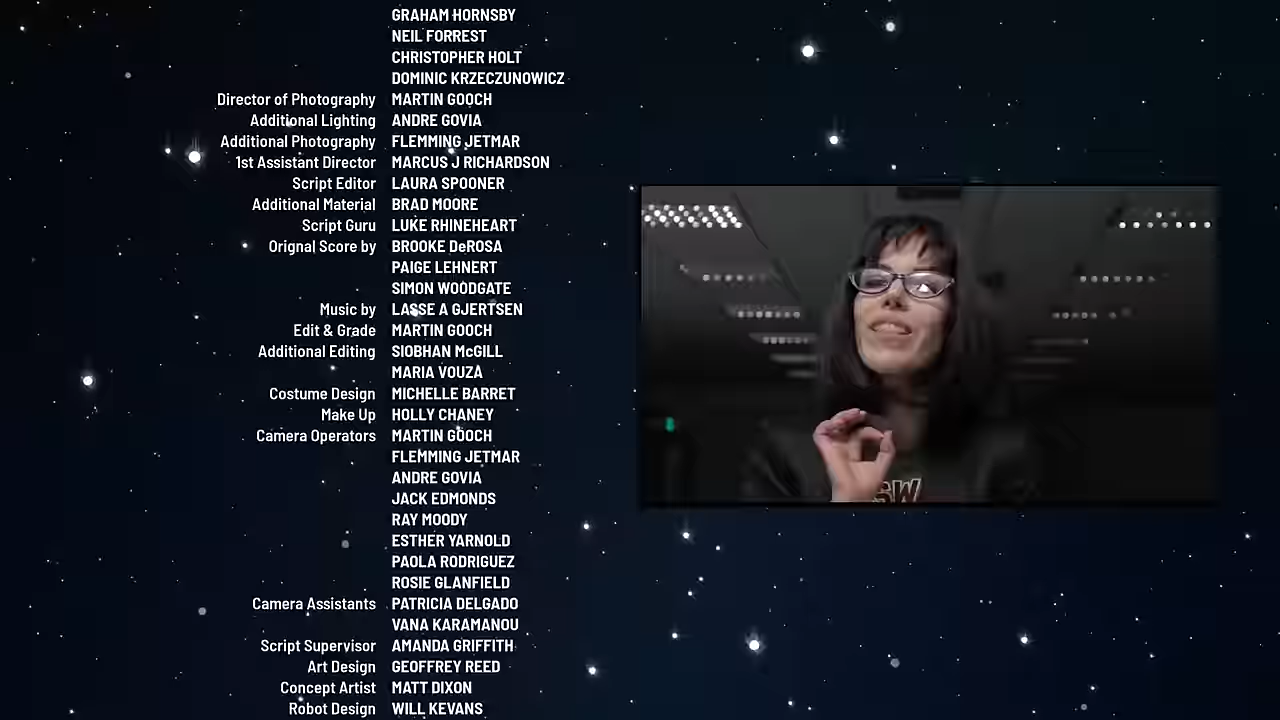 GRAHAM HORNSBY
NEIL FORREST
CHRISTOPHER HOLT
DOMINIC KRZECZUNOWICZ
Director of Photography MARTIN GOOCH
Additional Lighting ANDRE GOVIA
Additional Photography FLEMMING JETMAR
1st Assistant Director MARCUS J RICHARDSON
Script Editor LAURA SPOONER
Additional Material BRAD MOORE
Script Guru LUKE RHINEHEART
Orignal Score by BROOKE DeROSA
PAIGE LEHNERT
SIMON WOODGATE
Music by LASSE A GJERTSEN
Edit & Grade MARTIN GOOCH
Additional Editing SIOBHAN McGILL
MARIA VOUZA
Costume Design MICHELLE BARRET
Make Up HOLLY CHANEY
Camera Operators MARTIN GOOCH
FLEMMING JETMAR
ANDRE GOVIA
JACK EDMONDS
RAY MOODY
ESTHER YARNOLD
PAOLA RODRIGUEZ
ROSIE GLANFIELD
Camera Assistants PATRICIA DELGADO
VANA KARAMANOU
Script Supervisor AMANDA GRIFFITH
Art Design GEOFFREY REED
Concept Artist MATT DIXON
Robot Design WILL KEVANS